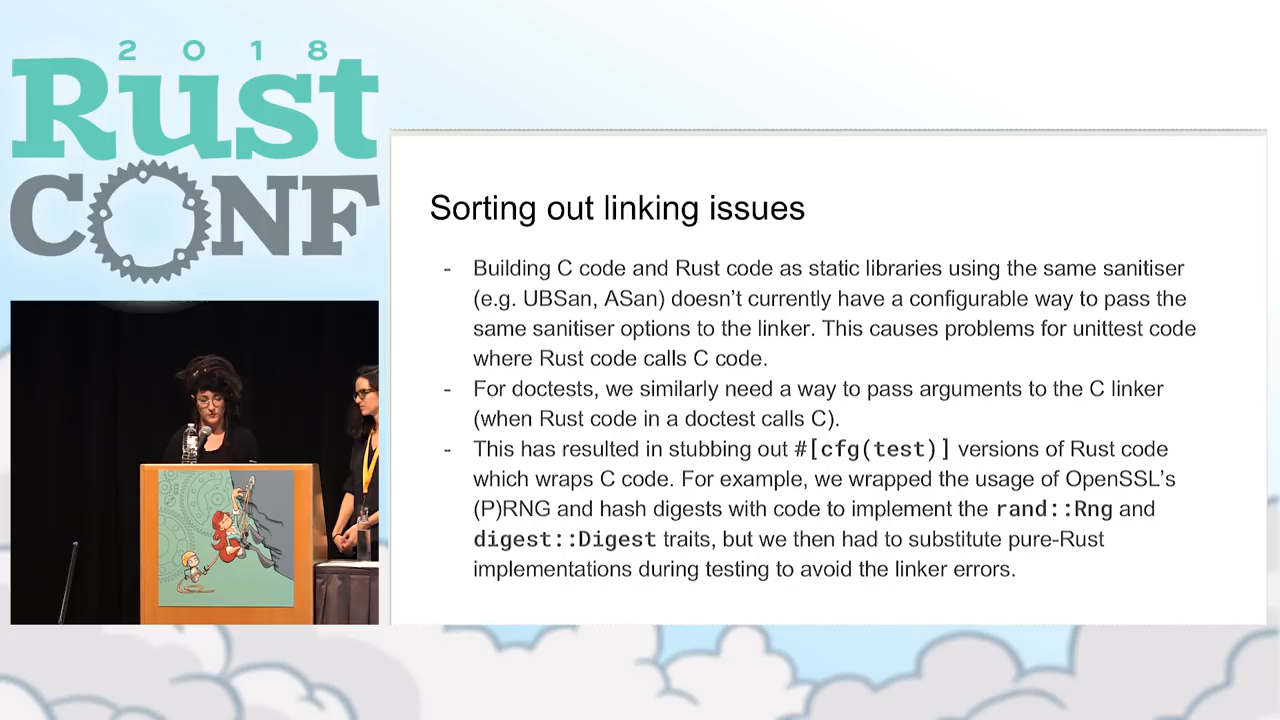 2018
Rust
CONF
Sorting out linking issues
- Building C code and Rust code as static libraries using the same sanitiser
(e.g. UBSan, ASan) doesn’t currently have a configurable way to pass the
same sanitiser options to the linker. This causes problems for unittest code
where Rust code calls C code.
- For doctests, we similarly need a way to pass arguments to the C linker
(when Rust code in a doctest calls C).
- This has resulted in stubbing out #[cfg(test)] versions of Rust code
which wraps C code. For example, we wrapped the usage of OpenSSL’s
(P)RNG and hash digests with code to implement the rand::Rng and
digest::Digest traits, but we then had to substitute pure-Rust
implementations during testing to avoid the linker errors.